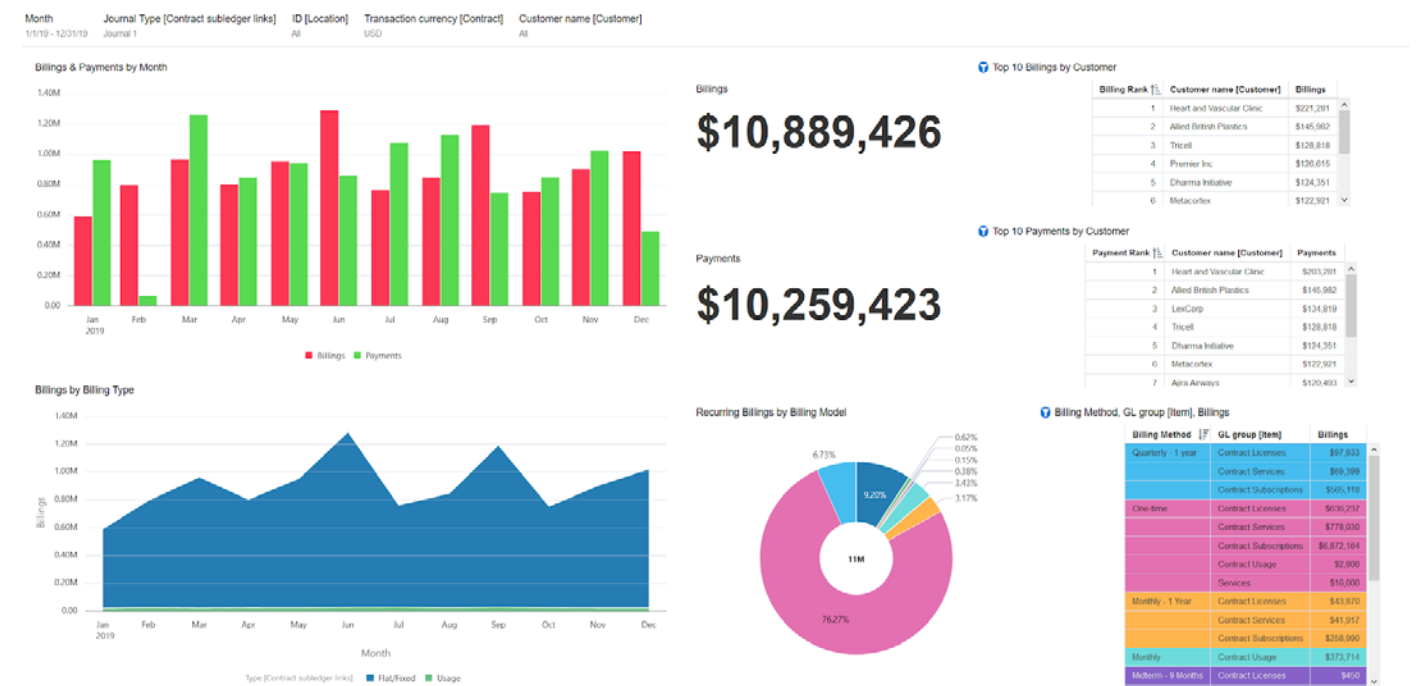 Month Journal Type [Contract subledger links] ID [Location] Transaction currency [Contract] Customer name [Customer]
1/1/19 - 12/31/19 Journal 1 All USD All
Billings & Payments by Month
1.40M
1.20M
1.00M
0.80M
0.60M
0.40M
0.20M
0.00
Jan Feb Mar Apr May Jun Jul Aug Sep Oct Nov Dec
2019
Billings Payments
Billings
$10,889,426
Payments
$10,259,423
Top 10 Billings by Customer
Billing Rank Customer name [Customer] Billings
1 Heart and Vascular Clinic $221,281
2 Allied British Plastics $145,982
3 Tricell $128,818
4 Premier Inc $126,615
5 Dharma Initiative $124,351
6 Metacortex $122,921
Top 10 Payments by Customer
Payment Rank Customer name [Customer] Payments
1 Heart and Vascular Clinic $203,281
2 Allied British Plastics $145,982
3 LexCorp $134,819
4 Tricell $128,818
5 Dharma Initiative $124,351
6 Metacortex $122,921
7 Ajira Airways $120,493
Billings by Billing Type
1.40M
1.20M
1.00M
0.80M
0.60M
0.40M
0.20M
0.00
Billings
Jan Feb Mar Apr May Jun Jul Aug Sep Oct Nov Dec
2019
Month
Type [Contract subledger links] Flat/Fixed Usage
Recurring Billings by Billing Model
6.73%
0.62%
0.05%
0.15%
0.38%
3.43%
3.17%
9.20%
11M
76.27%
Billing Method, GL group [Item], Billings
Billing Method GL group [Item] Billings
Quarterly - 1 year Contract Licenses $97,933
Contract Services $69,399
Contract Subscriptions $565,118
One-time Contract Licenses $636,237
Contract Services $778,030
Contract Subscriptions $6,872,164
Contract Usage $2,800
Services $16,000
Monthly - 1 Year Contract Licenses $43,870
Contract Services $41,917
Contract Subscriptions $258,990
Monthly Contract Usage $373,714
Midterm - 9 Months Contract Licenses $450